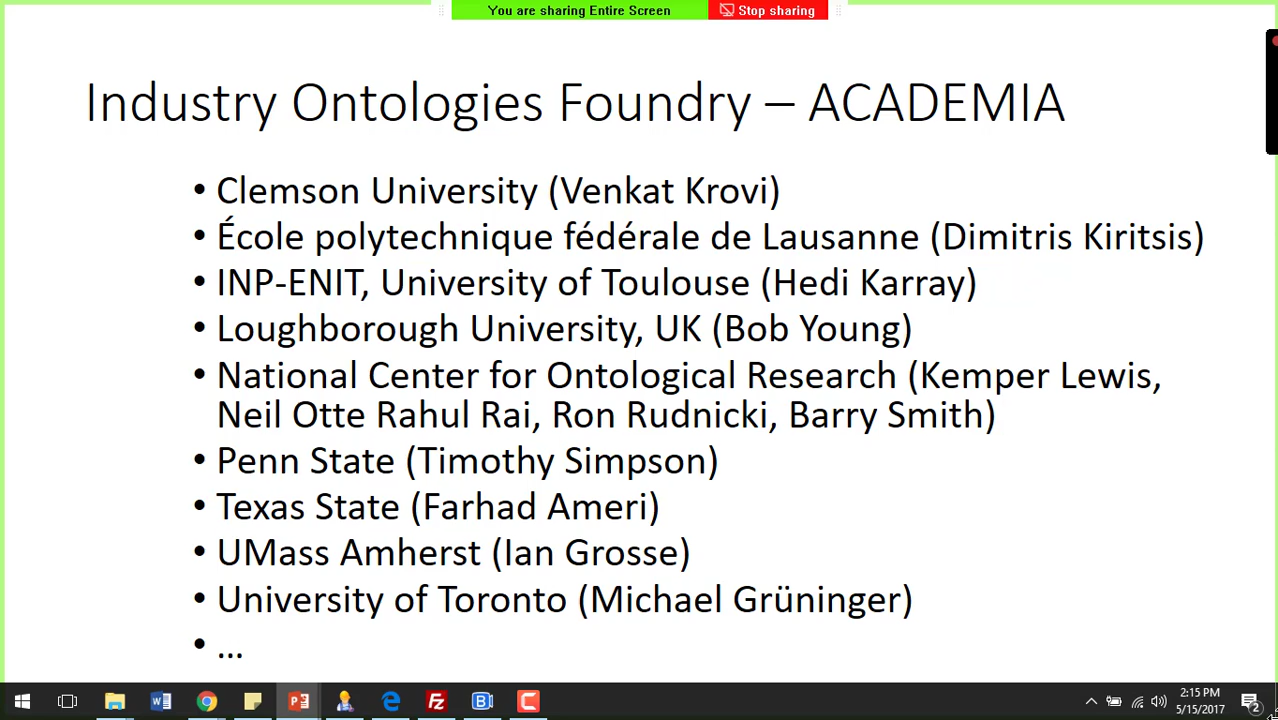 You are sharing Entire Screen Stop sharing
Industry Ontologies Foundry – ACADEMIA
• Clemson University (Venkat Krovi)
• École polytechnique fédérale de Lausanne (Dimitris Kiritsis)
• INP-ENIT, University of Toulouse (Hedi Karray)
• Loughborough University, UK (Bob Young)
• National Center for Ontological Research (Kemper Lewis,
Neil Otte Rahul Rai, Ron Rudnicki, Barry Smith)
• Penn State (Timothy Simpson)
• Texas State (Farhad Ameri)
• UMass Amherst (Ian Grosse)
• University of Toronto (Michael Grüninger)
• ...
2:15 PM
5/15/2017
2